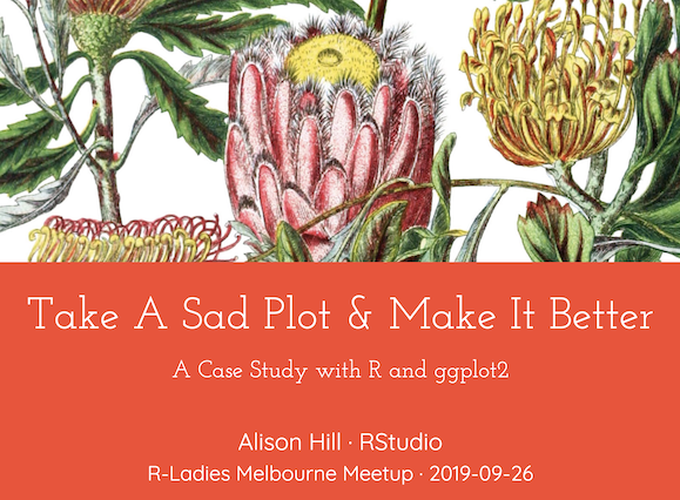 Take A Sad Plot & Make It Better
A Case Study with R and ggplot2
Alison Hill · RStudio
R-Ladies Melbourne Meetup · 2019-09-26